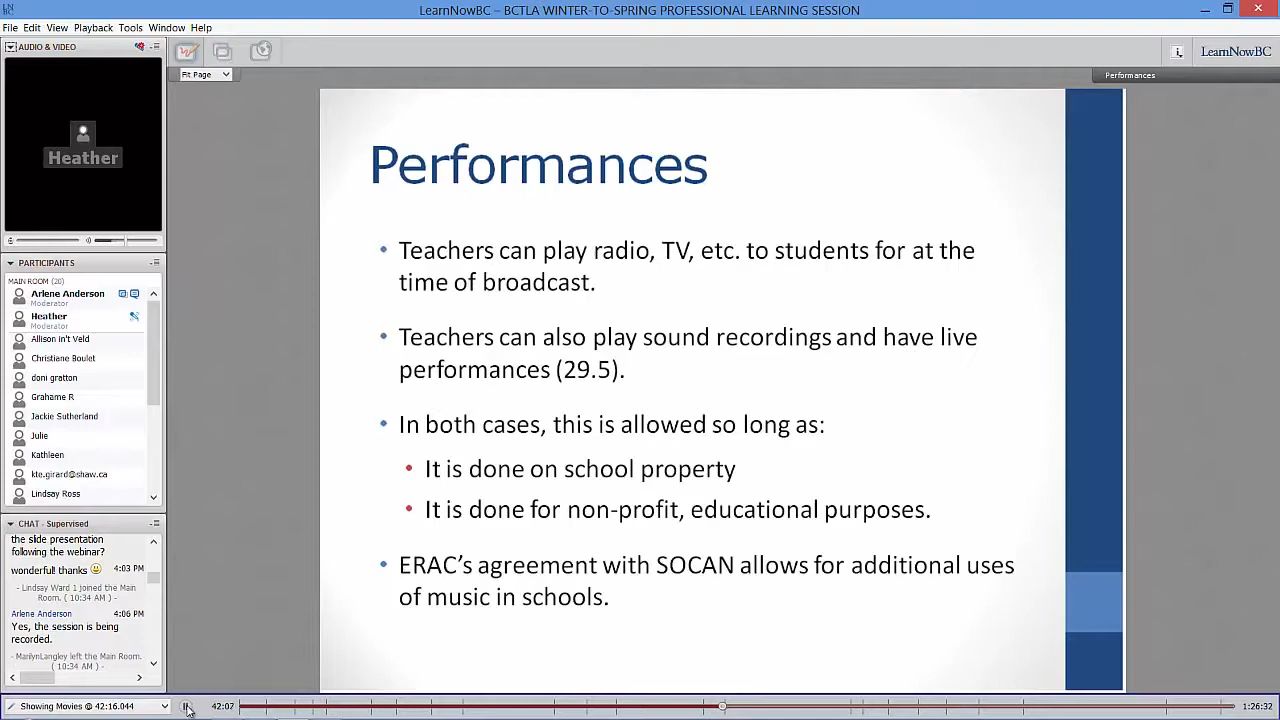 LearnNowBC – BCTLA WINTER-TO-SPRING PROFESSIONAL LEARNING SESSION
File Edit View Playback Tools Window Help
AUDIO & VIDEO
LearnNowBC
Fit Page
Performances
Heather
PARTICIPANTS
MAIN ROOM (20)
Arlene Anderson
Moderator
Heather
Moderator
Allison in't Veld
Christiane Boulet
doni gratton
Grahame R
Jackie Sutherland
Julie
Kathleen
kte.girard@shaw.ca
Lindsay Ross
CHAT - Supervised
the slide presentation
following the webinar?
wonderful! thanks 4:03 PM
- Lindsay Ward 1 joined the Main
Room. ( 10:34 AM ) -
Arlene Anderson 4:06 PM
Yes, the session is being
recorded.
- MarilynLangley left the Main Room.
( 10:34 AM ) -
Performances
• Teachers can play radio, TV, etc. to students for at the
time of broadcast.
• Teachers can also play sound recordings and have live
performances (29.5).
• In both cases, this is allowed so long as:
• It is done on school property
• It is done for non-profit, educational purposes.
• ERAC’s agreement with SOCAN allows for additional uses
of music in schools.
Showing Movies @ 42:16.044 42:07 1:26:32